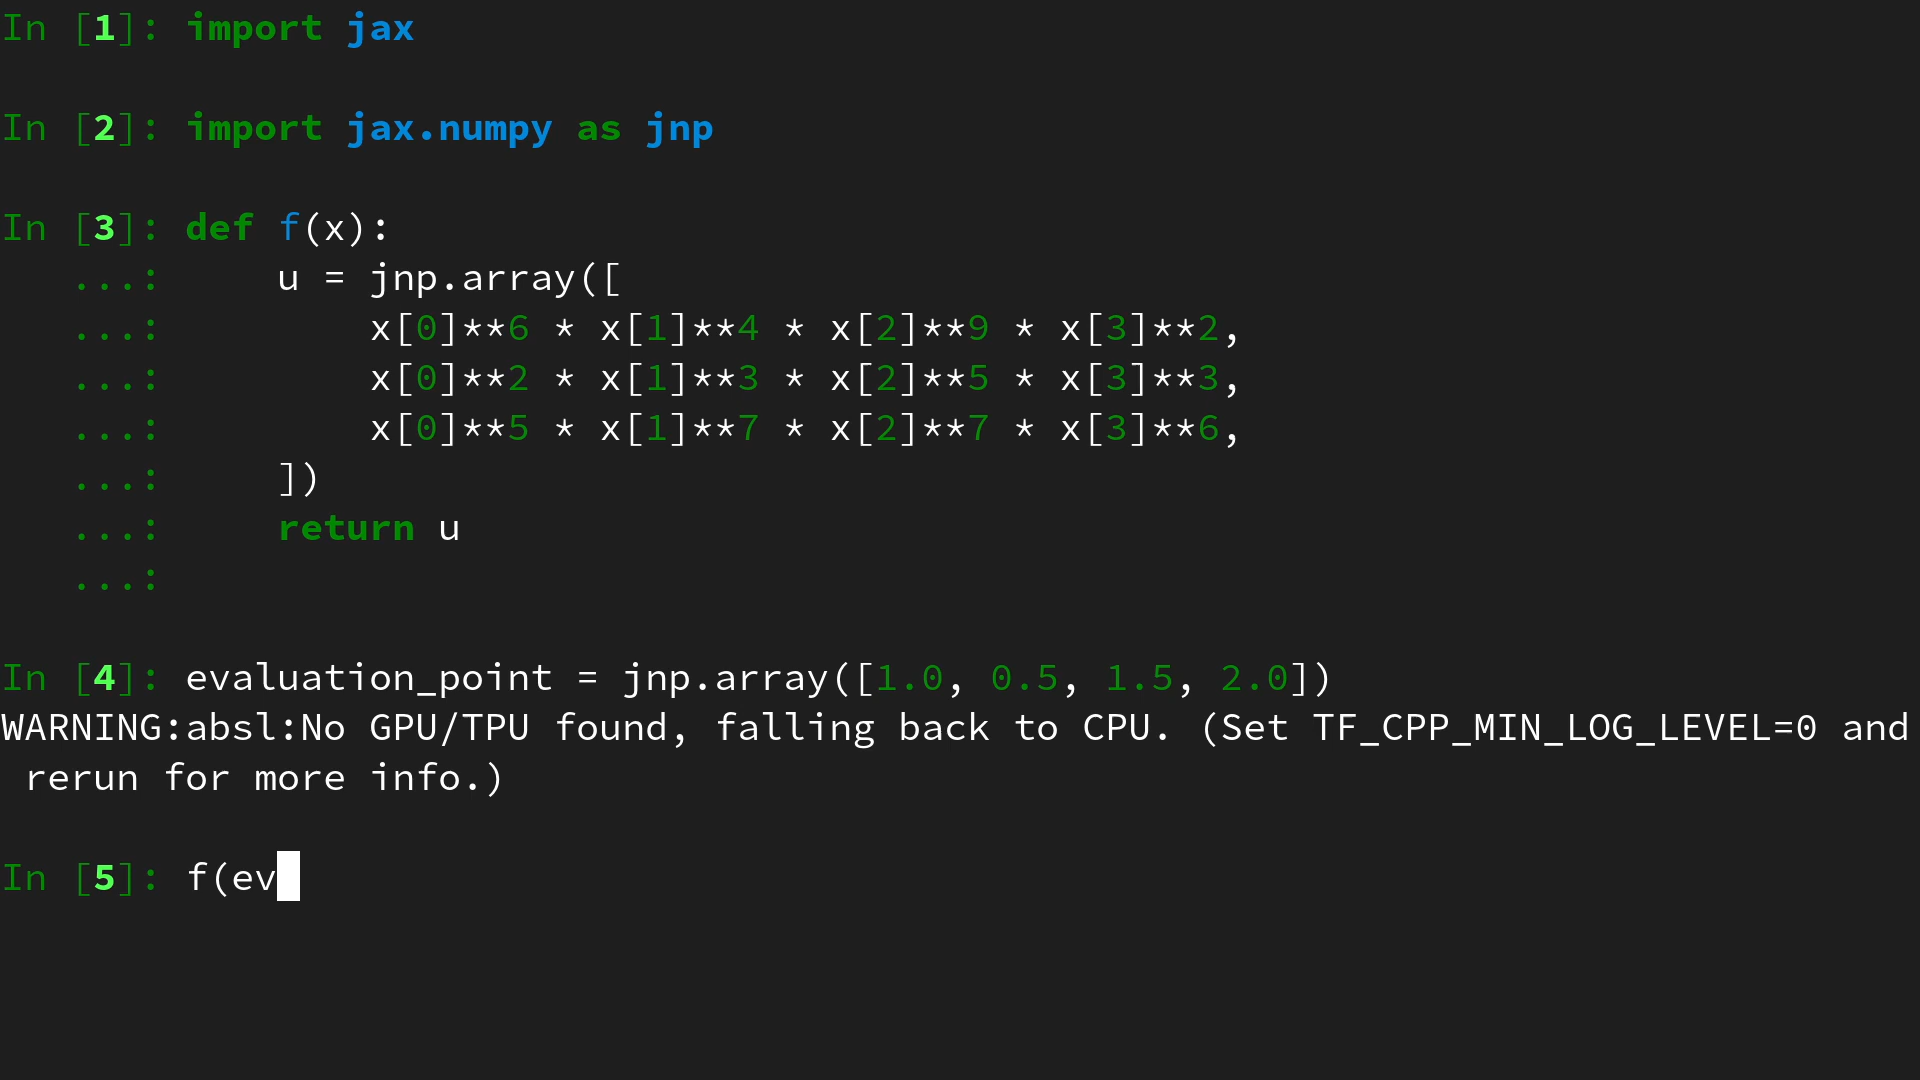 In [1]: import jax
In [2]: import jax.numpy as jnp
In [3]: def f(x):
   ...:     u = jnp.array([
   ...:         x[0]**6 * x[1]**4 * x[2]**9 * x[3]**2,
   ...:         x[0]**2 * x[1]**3 * x[2]**5 * x[3]**3,
   ...:         x[0]**5 * x[1]**7 * x[2]**7 * x[3]**6,
   ...:     ])
   ...:     return u
   ...:
In [4]: evaluation_point = jnp.array([1.0, 0.5, 1.5, 2.0])
WARNING:absl:No GPU/TPU found, falling back to CPU. (Set TF_CPP_MIN_LOG_LEVEL=0 and
 rerun for more info.)
In [5]: f(ev